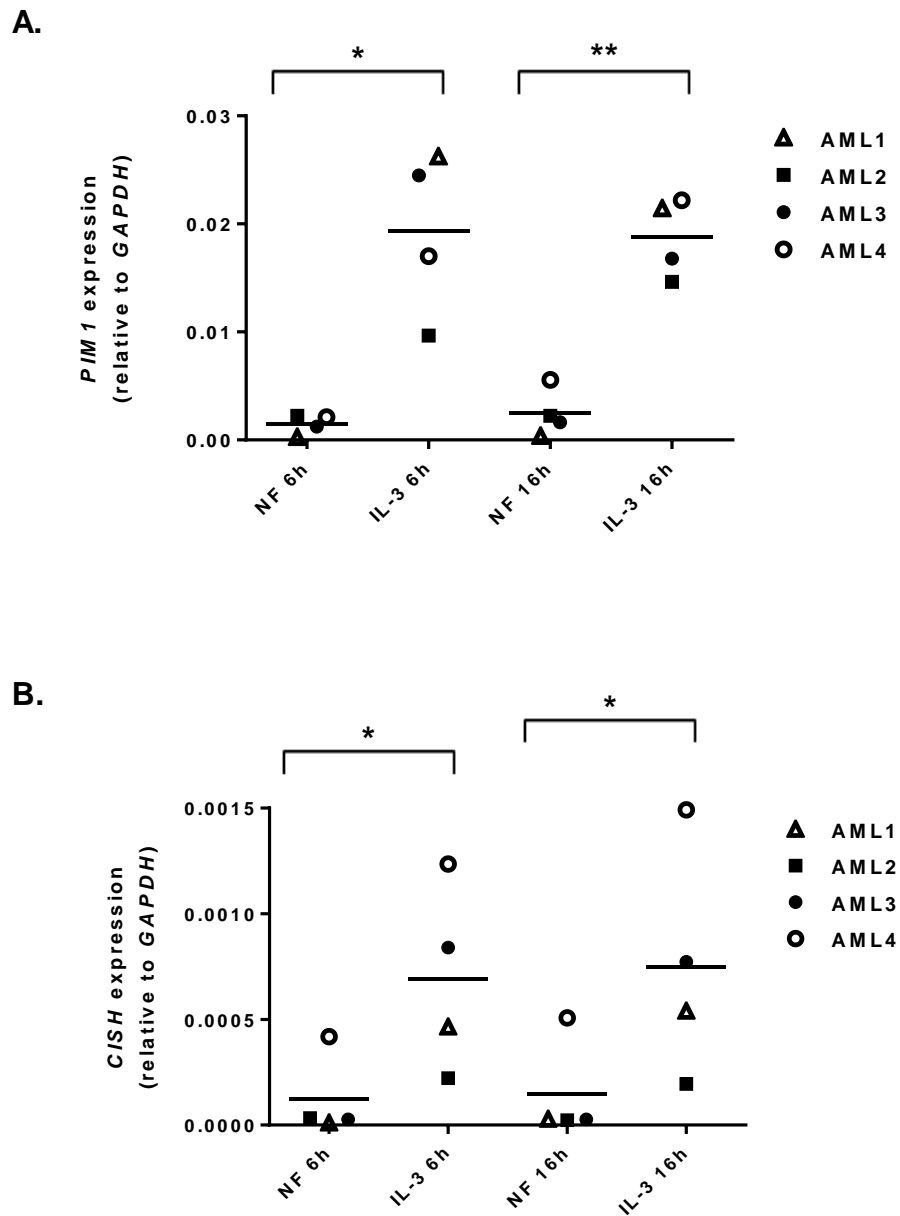 A.
*
**
0.03
0.02
0.01
0.00
PIM1 expression
(relative to GAPDH)
AML1
AML2
AML3
AML4
NF 6h
IL-3 6h
NF 16h
IL-3 16h
B.
*
*
0.0015
0.0010
0.0005
0.0000
CISH expression
(relative to GAPDH)
AML1
AML2
AML3
AML4
NF 6h
IL-3 6h
NF 16h
IL-3 16h